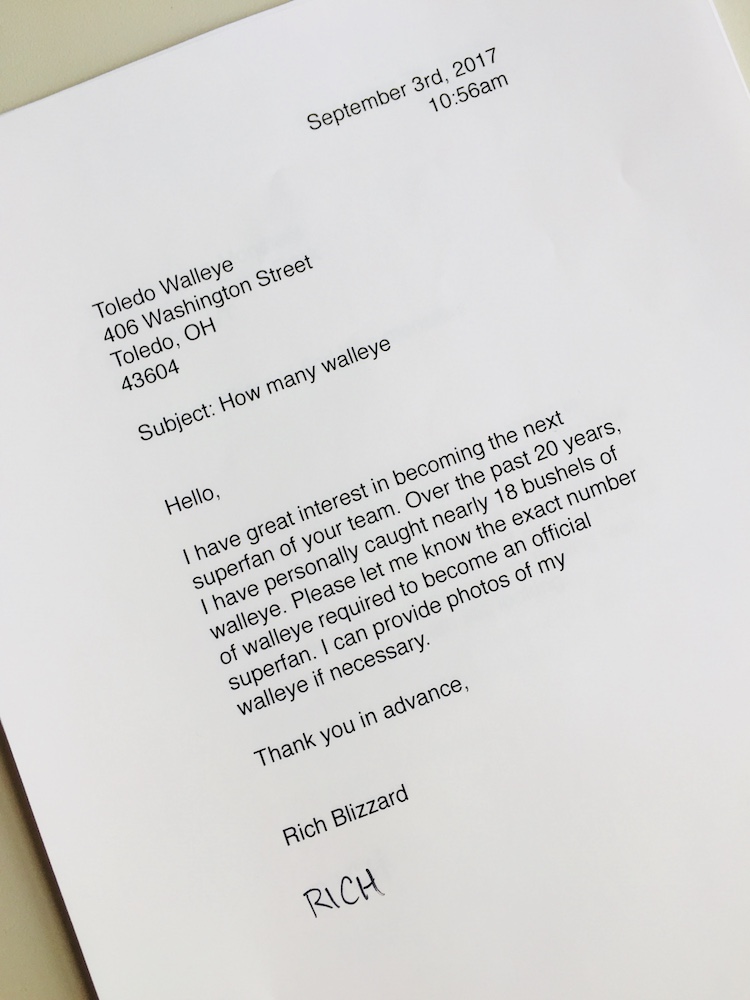 September 3rd, 2017
10:56am
Toledo Walleye
406 Washington Street
Toledo, OH
43604
Subject: How many walleye
Hello,
I have great interest in becoming the next
superfan of your team. Over the past 20 years,
I have personally caught nearly 18 bushels of
walleye. Please let me know the exact number
of walleye required to become an official
superfan. I can provide photos of my
walleye if necessary.
Thank you in advance,
Rich Blizzard
RICH